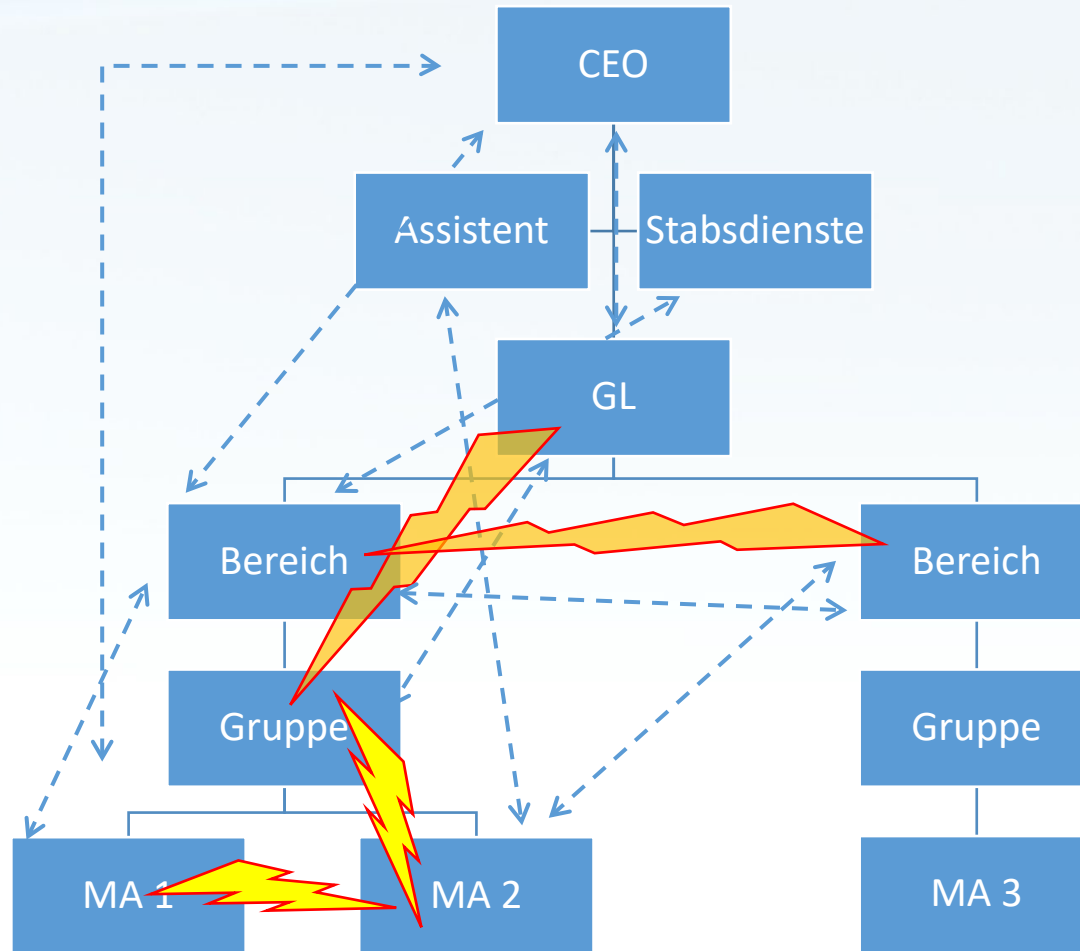 CEO
Assistent
Stabsdienste
GL
Bereich
Bereich
Gruppe
Gruppe
MA 1
MA 2
MA 3